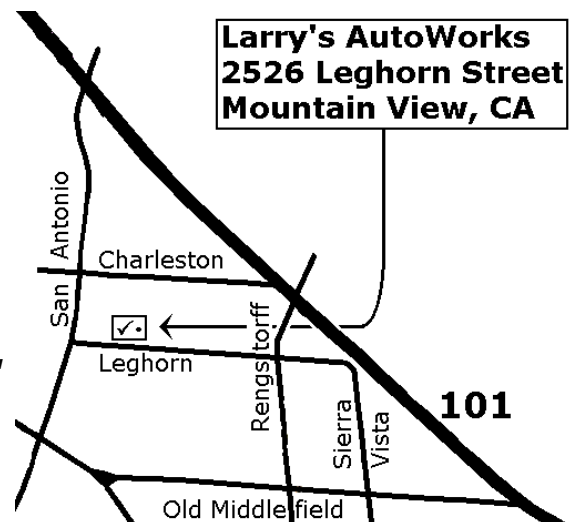 Larry's AutoWorks
2526 Leghorn Street
Mountain View, CA
San Antonio
Charleston
Rengstorff
Leghorn
101
Sierra
Vista
Old Middlefield